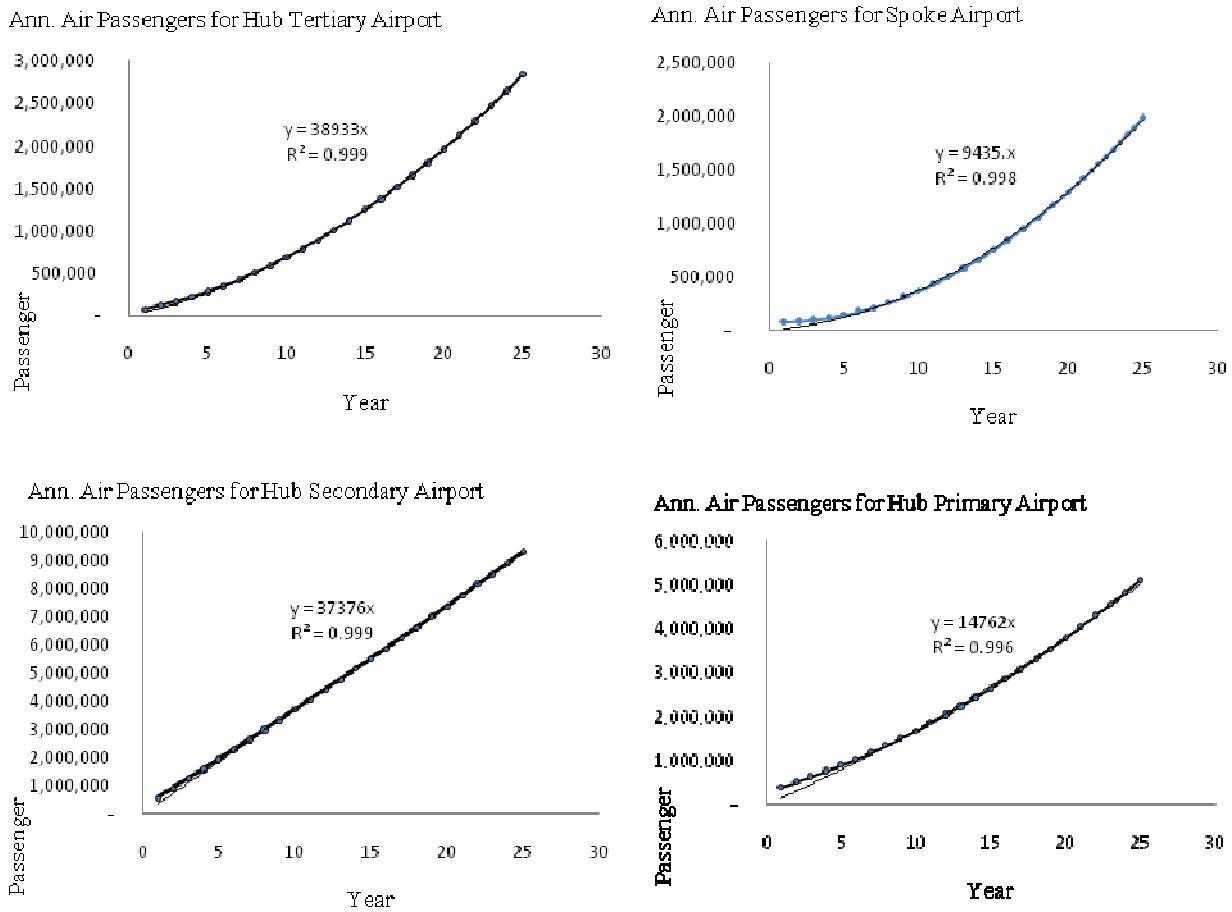 Ann. Air Passengers for Hub Tertiary Airport
3,000,000
2,500,000
2,000,000
1,500,000
1,000,000
500,000
-
y = 38933x
R² = 0.999
0 5 10 15 20 25 30
Passenger
Year
Ann. Air Passengers for Spoke Airport
2,500,000
2,000,000
1,500,000
1,000,000
500,000
-
y = 9435.x
R² = 0.998
0 5 10 15 20 25 30
Passenger
Year
Ann. Air Passengers for Hub Secondary Airport
10,000,000
9,000,000
8,000,000
7,000,000
6,000,000
5,000,000
4,000,000
3,000,000
2,000,000
1,000,000
-
y = 37376x
R² = 0.999
0 5 10 15 20 25 30
Passenger
Year
Ann. Air Passengers for Hub Primary Airport
6,000,000
5,000,000
4,000,000
3,000,000
2,000,000
1,000,000
-
y = 14762x
R² = 0.996
0 5 10 15 20 25 30
Passenger
Year